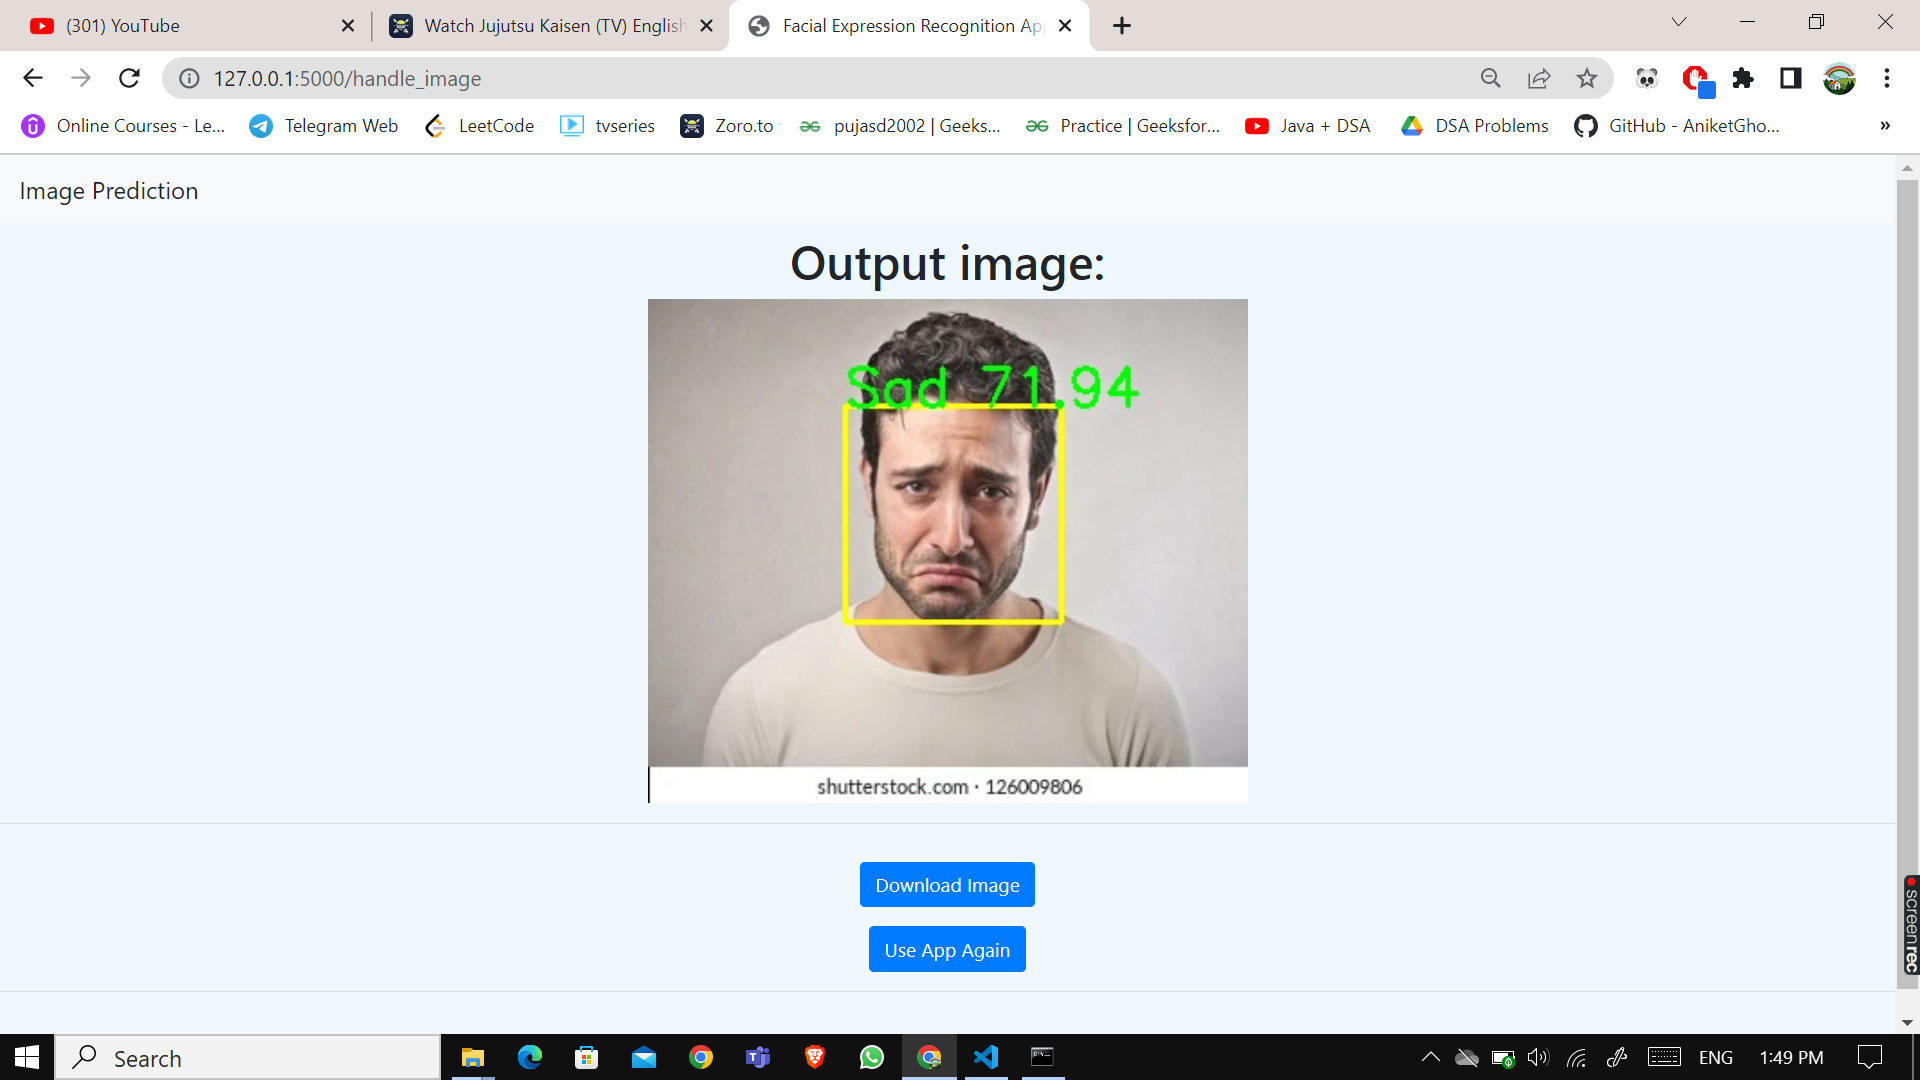 (301) YouTube
Watch Jujutsu Kaisen (TV) English
Facial Expression Recognition Ap
127.0.0.1:5000/handle_image
Online Courses - Le...
Telegram Web
LeetCode
tvseries
Zoro.to
pujasd2002 | Geeks...
Practice | Geeksfor...
Java + DSA
DSA Problems
GitHub - AniketGho...
»
Image Prediction
Output image:
Sad 71.94
shutterstock.com · 126009806
Download Image
Use App Again
screenrec
Search
ENG
1:49 PM